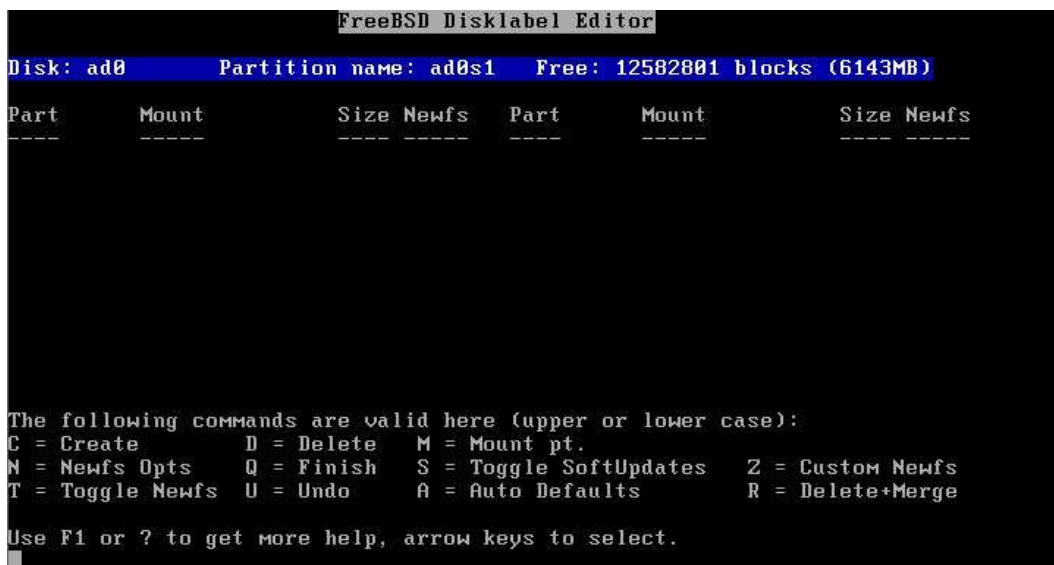 FreeBSD Disklabel Editor
Disk: ad0 Partition name: ad0s1 Free: 12582801 blocks (6143MB)
Part Mount Size Newfs Part Mount Size Newfs
---- ----- ---- ----- ---- ----- ---- -----
The following commands are valid here (upper or lower case):
C = Create D = Delete M = Mount pt.
N = Newfs Opts Q = Finish S = Toggle SoftUpdates Z = Custom Newfs
T = Toggle Newfs U = Undo A = Auto Defaults R = Delete+Merge
Use F1 or ? to get more help, arrow keys to select.